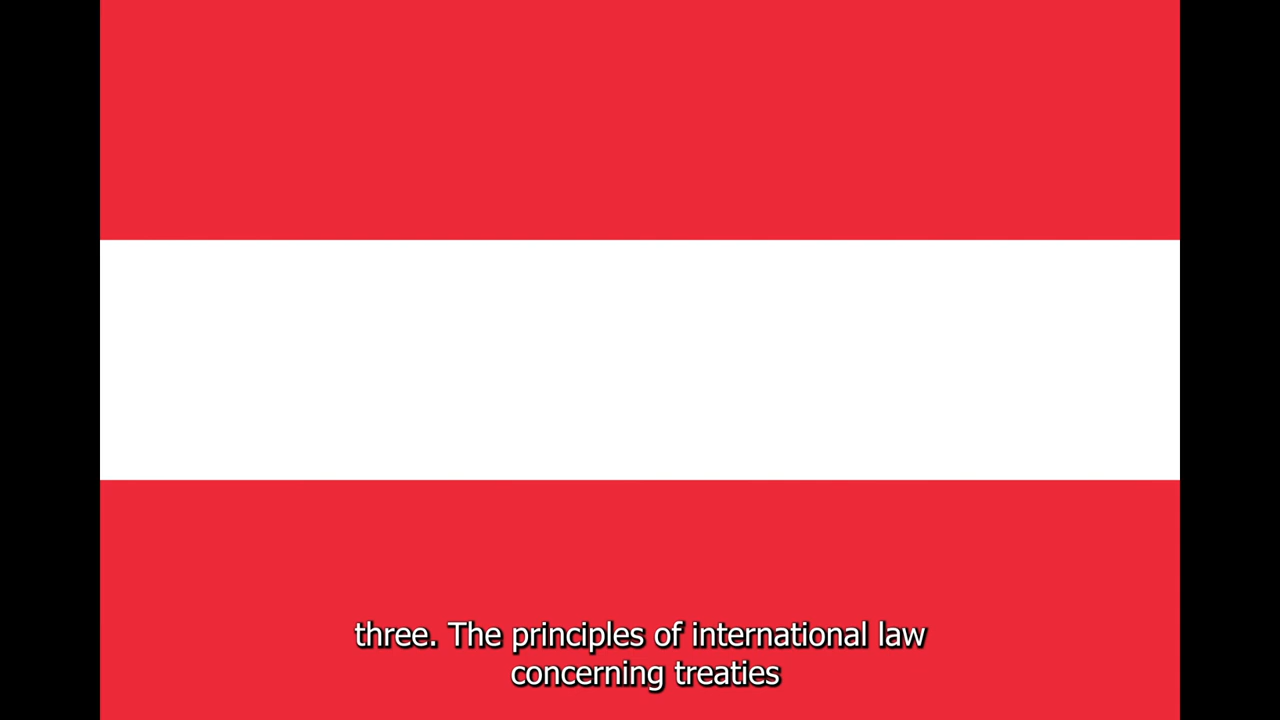 three. The principles of international law
concerning treaties